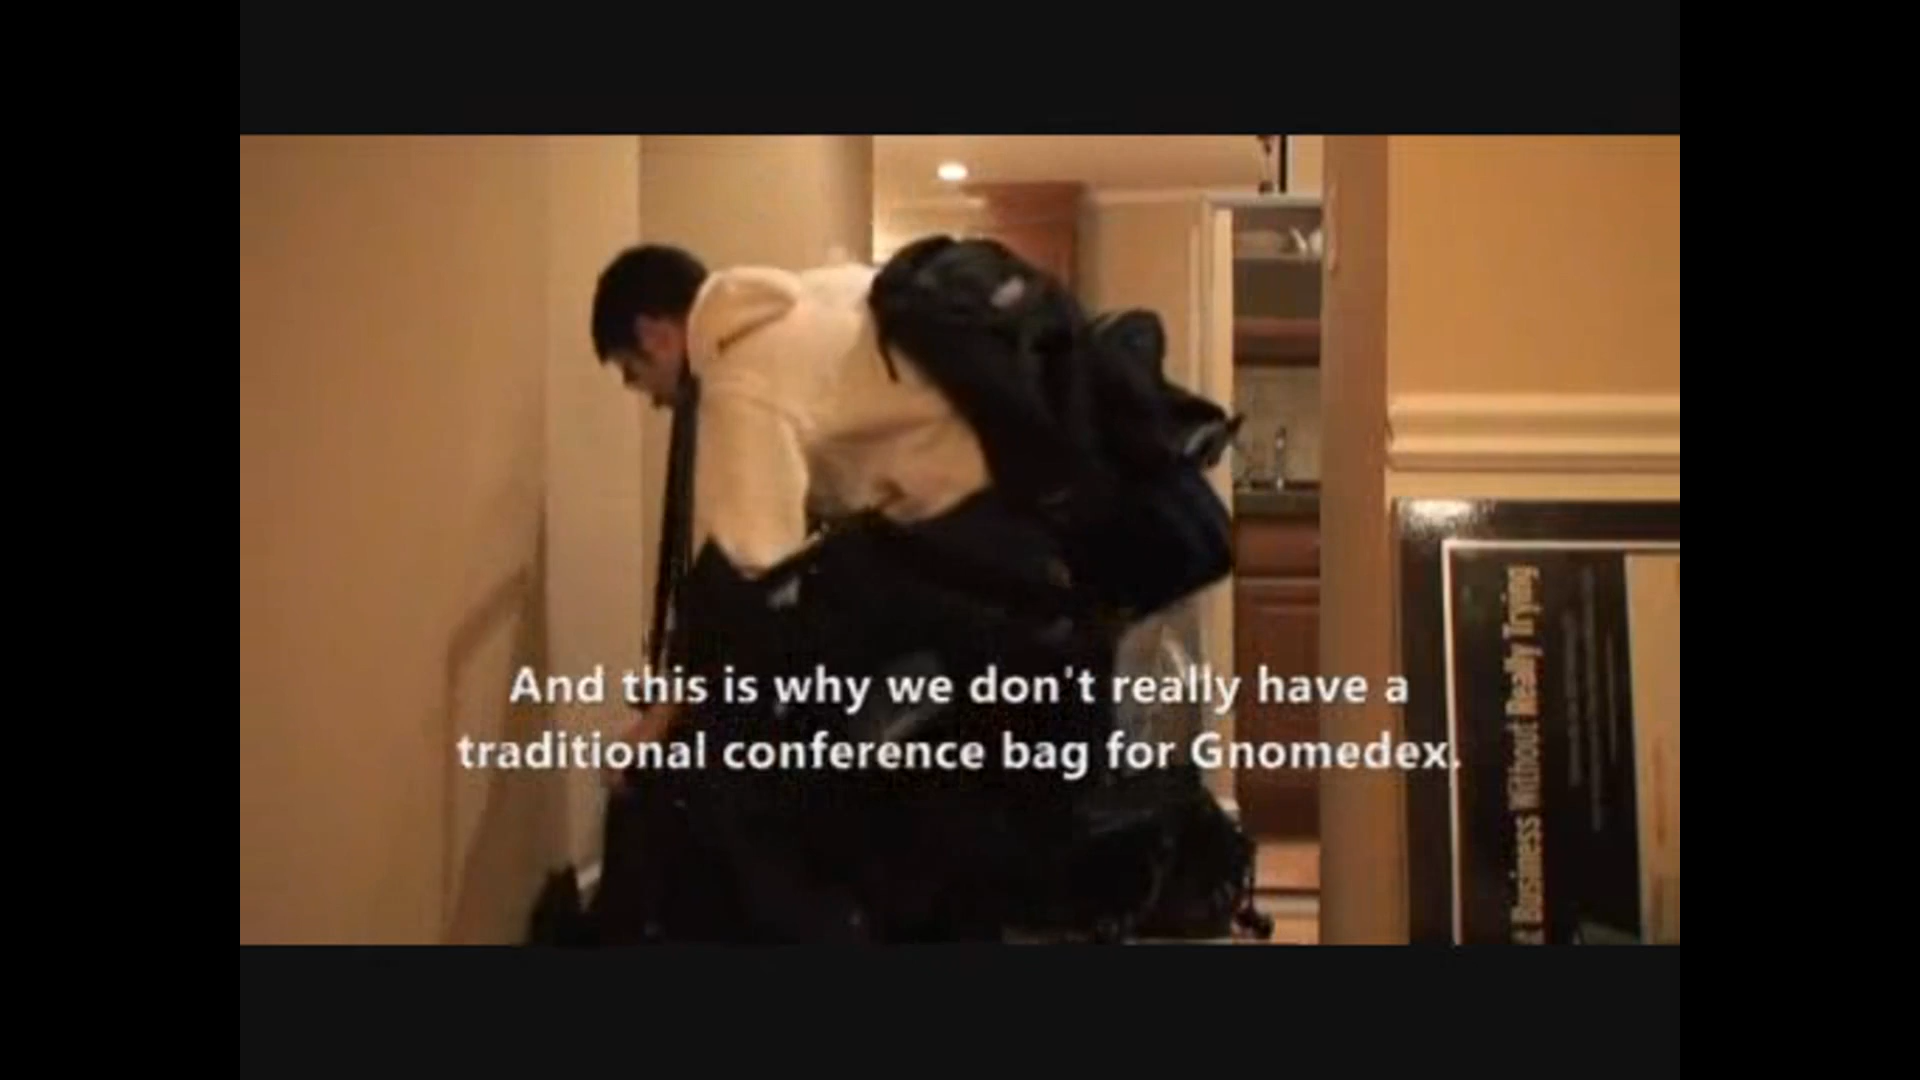 And this is why we don't really have a
traditional conference bag for Gnomedex.
Business Without Really Trying